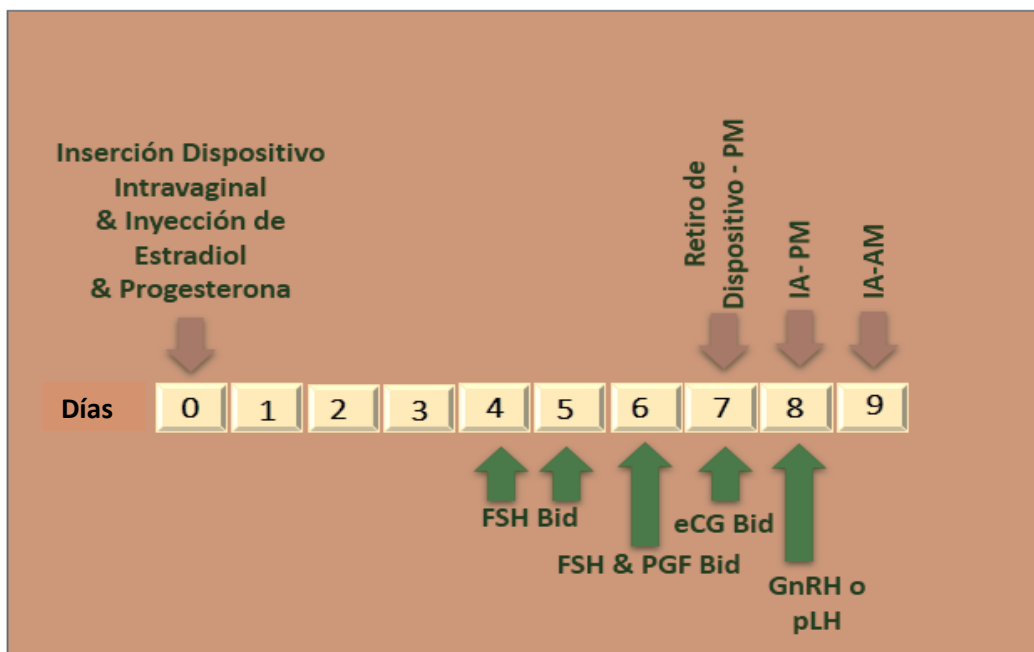 Inserción Dispositivo
Intravaginal
& Inyección de
Estradiol
& Progesterona
Retiro de
Dispositivo - PM
IA- PM
IA-AM
Días 0 1 2 3 4 5 6 7 8 9
FSH Bid
eCG Bid
FSH & PGF Bid
GnRH o
pLH